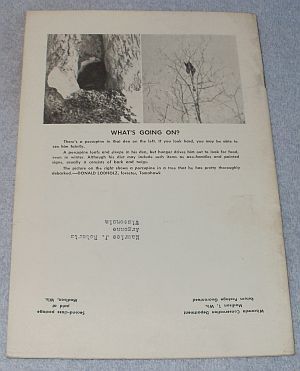 WHAT'S GOING ON?
There's a porcupine in that den on the left. If you look hard, you may be able to
see him faintly.
A porcupine loafs and sleeps in his den, but hunger drives him out to look for food,
even in winter. Although his diet may include such items as axe-handles and painted
signs, usually it consists of bark and twigs.
The picture on the right shows a porcupine in a tree that he has pretty thoroughly
debarked.—DONALD LODHOLZ, forester, Tomahawk
Maurice J. Roberts
Argonne
Wisconsin
Wisconsin Conservation Department
Madison 1, Wis.
Return Postage Guaranteed
Second-class postage
paid at
Madison, Wis.